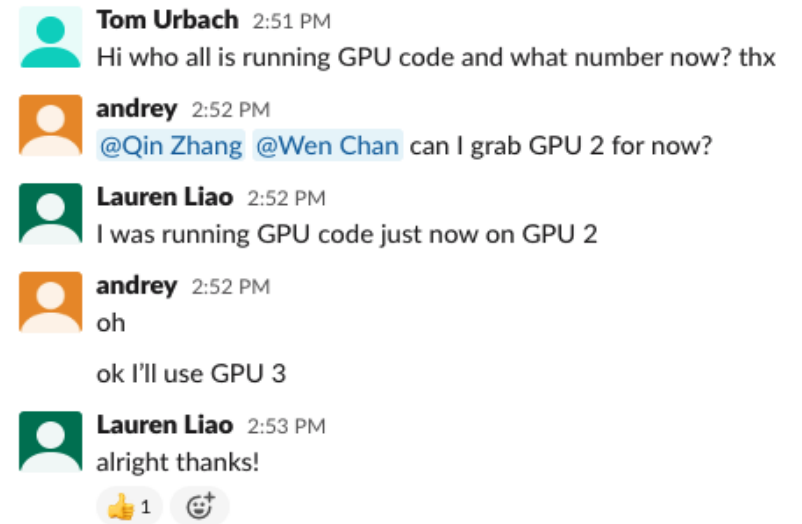 Tom Urbach 2:51 PM
Hi who all is running GPU code and what number now? thx
andrey 2:52 PM
@Qin Zhang @Wen Chan can I grab GPU 2 for now?
Lauren Liao 2:52 PM
I was running GPU code just now on GPU 2
andrey 2:52 PM
oh
ok I'll use GPU 3
Lauren Liao 2:53 PM
alright thanks!
👍 1